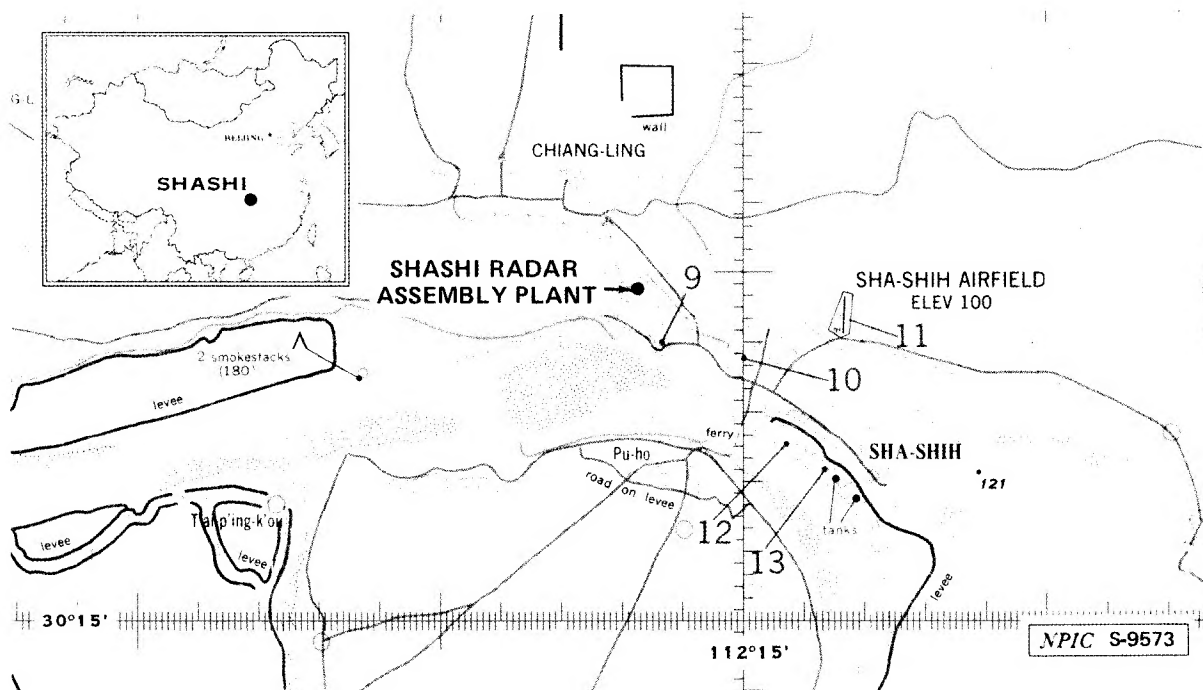 G-L
BEIJING
SHASHI
wall
CHIANG-LING
SHASHI RADAR
ASSEMBLY PLANT
9
SHA-SHIH AIRFIELD
ELEV 100
11
2 smokestacks
(180'
10
levee
ferry
Pu-ho
SHA-SHIH
road on levee
121
12
13
tanks
levee
levee
levee
30°15'
112°15'
NPIC S-9573